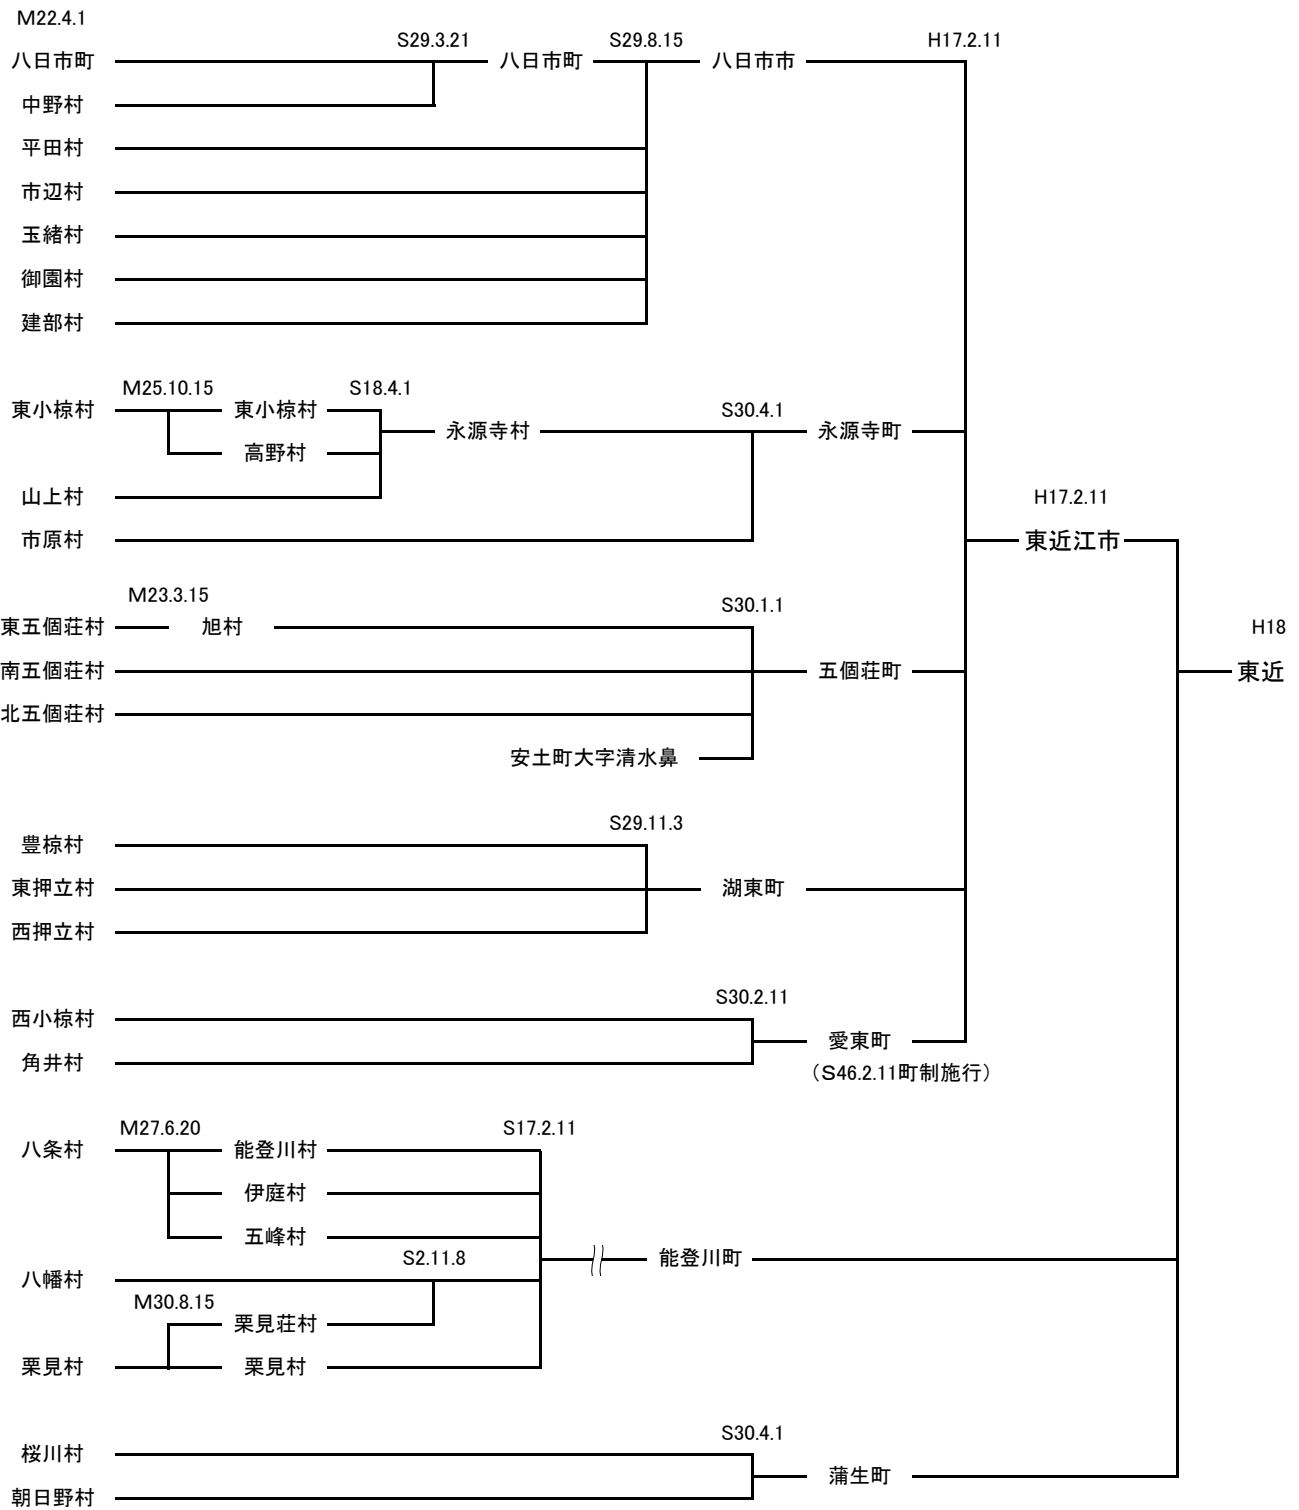 M22.4.1
S29.3.21 S29.8.15 H17.2.11
八日市町 八日市町 八日市市
中野村
平田村
市辺村
玉緒村
御園村
建部村
M25.10.15 S18.4.1
東小椋村 東小椋村 S30.4.1
永源寺村 永源寺町
高野村
山上村 H17.2.11
市原村 東近江市
M23.3.15 S30.1.1
東五個荘村 旭村 H18
南五個荘村 五個荘町 東近
北五個荘村
安土町大字清水鼻
S29.11.3
豊椋村
東押立村 湖東町
西押立村
S30.2.11
西小椋村
愛東町
角井村
（S46.2.11町制施行）
M27.6.20 S17.2.11
八条村 能登川村
伊庭村
五峰村
S2.11.8 能登川町
八幡村
M30.8.15
栗見荘村
栗見村 栗見村
S30.4.1
桜川村
蒲生町
朝日野村